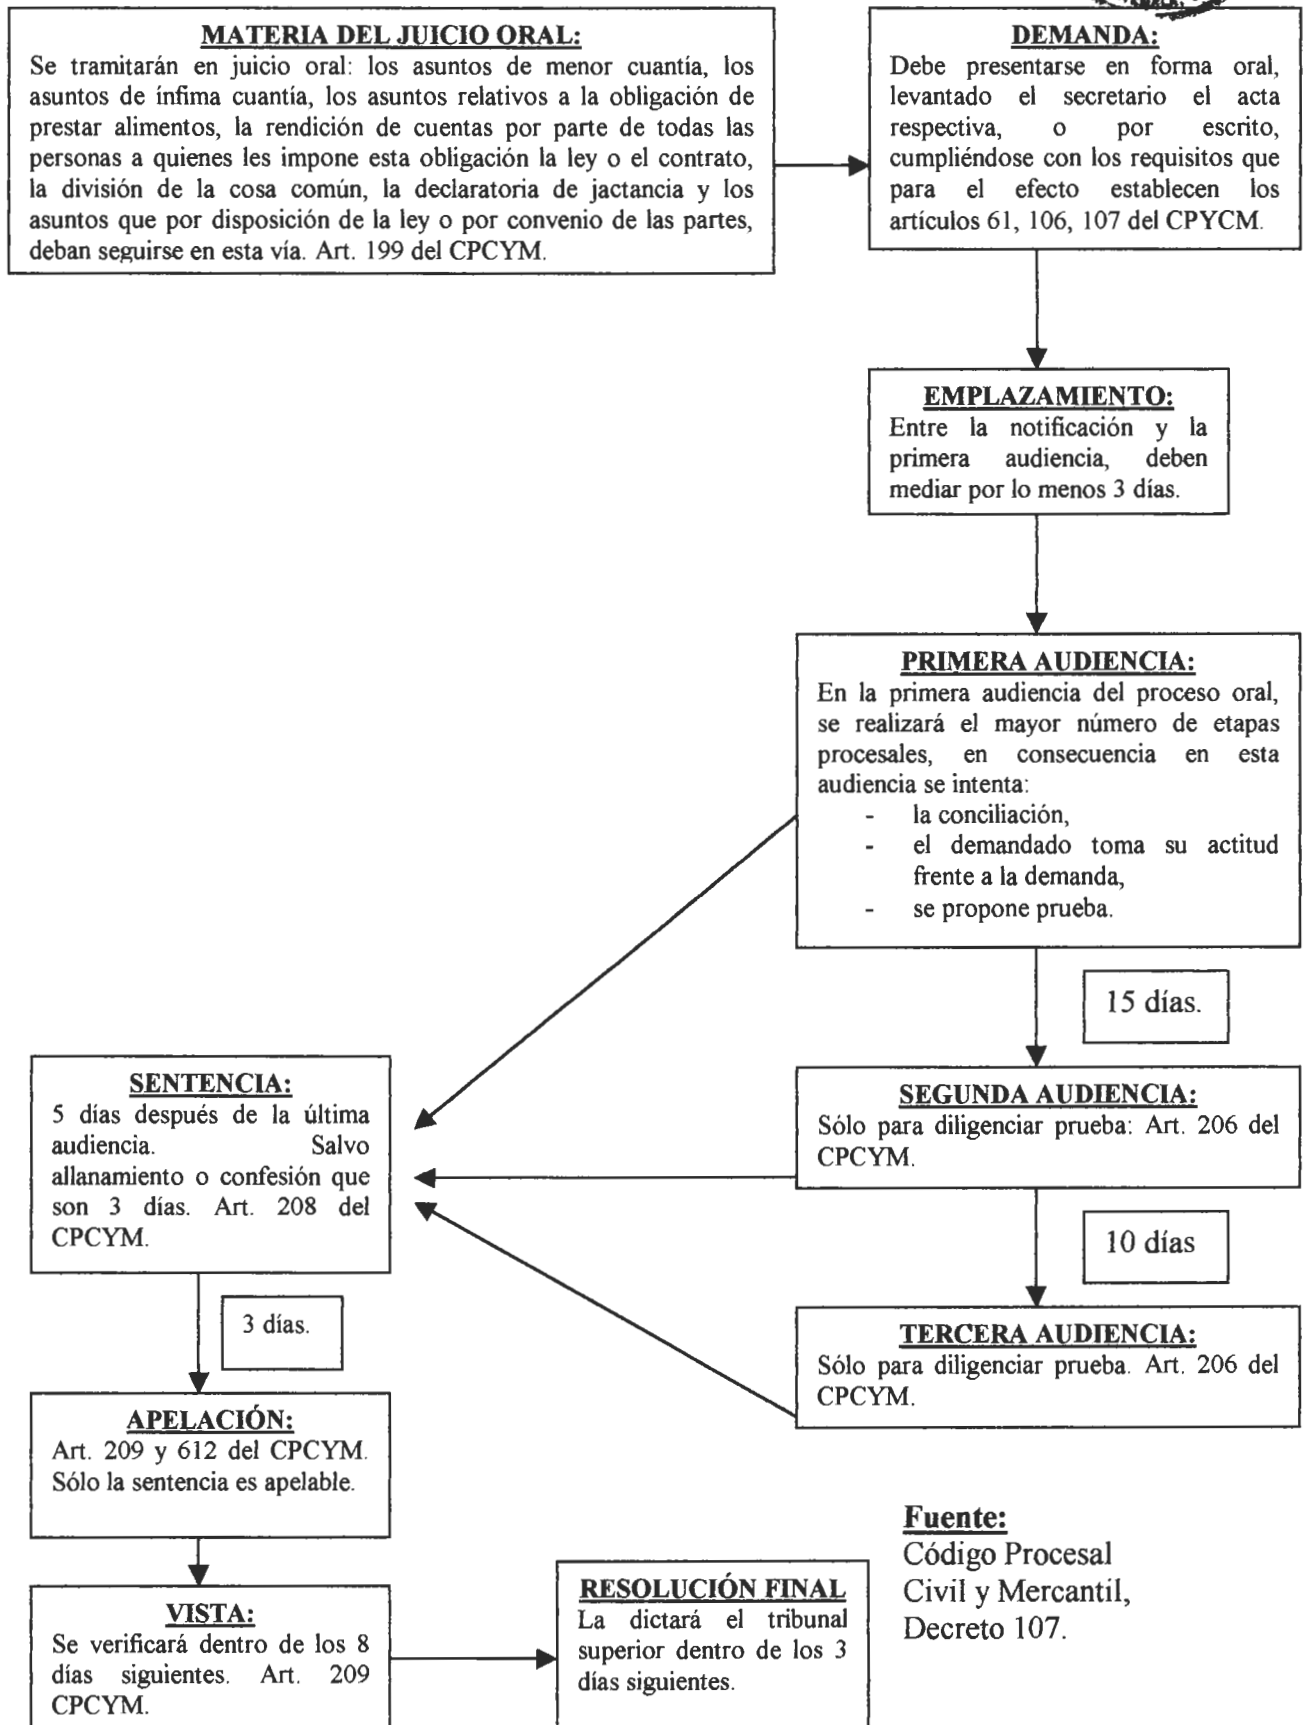 MATERIA DEL JUICIO ORAL:
Se tramitarán en juicio oral: los asuntos de menor cuantía, los
asuntos de ínfima cuantía, los asuntos relativos a la obligación de
prestar alimentos, la rendición de cuentas por parte de todas las
personas a quienes les impone esta obligación la ley o el contrato,
la división de la cosa común, la declaratoria de jactancia y los
asuntos que por disposición de la ley o por convenio de las partes,
deban seguirse en esta vía. Art. 199 del CPCYM.
DEMANDA:
Debe presentarse en forma oral,
levantado el secretario el acta
respectiva, o por escrito,
cumpliéndose con los requisitos que
para el efecto establecen los
artículos 61, 106, 107 del CPYCM.
EMPLAZAMIENTO:
Entre la notificación y la
primera audiencia, deben
mediar por lo menos 3 días.
PRIMERA AUDIENCIA:
En la primera audiencia del proceso oral,
se realizará el mayor número de etapas
procesales, en consecuencia en esta
audiencia se intenta:
- la conciliación,
- el demandado toma su actitud
frente a la demanda,
- se propone prueba.
15 días.
SEGUNDA AUDIENCIA:
Sólo para diligenciar prueba: Art. 206 del
CPCYM.
10 días
TERCERA AUDIENCIA:
Sólo para diligenciar prueba. Art. 206 del
CPCYM.
SENTENCIA:
5 días después de la última
audiencia. Salvo
allanamiento o confesión que
son 3 días. Art. 208 del
CPCYM.
3 días.
APELACIÓN:
Art. 209 y 612 del CPCYM.
Sólo la sentencia es apelable.
VISTA:
Se verificará dentro de los 8
días siguientes. Art. 209
CPCYM.
RESOLUCIÓN FINAL
La dictará el tribunal
superior dentro de los 3
días siguientes.
Fuente:
Código Procesal
Civil y Mercantil,
Decreto 107.